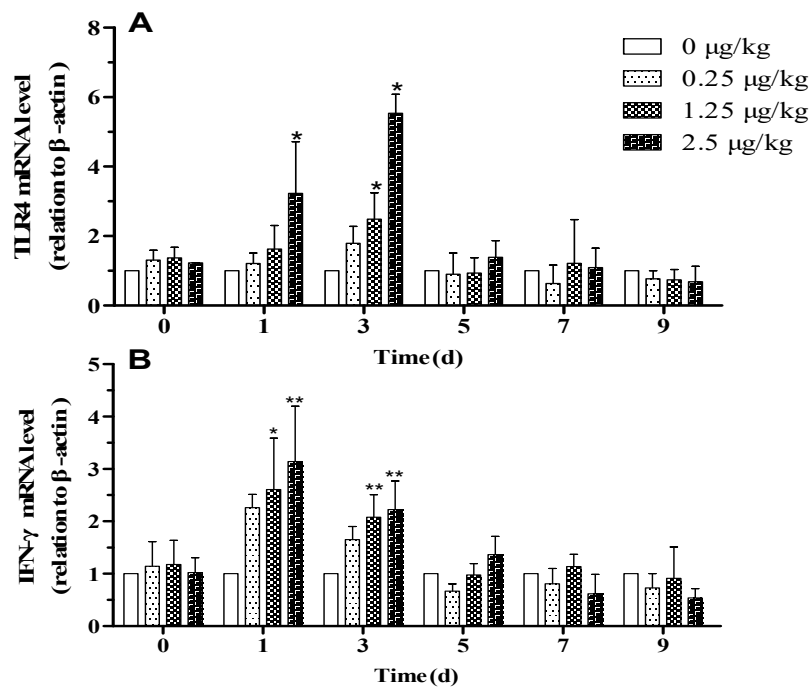 A
8
6
4
2
0
TLR4 mRNA level
(relation to β-actin)
0 μg/kg
0.25 μg/kg
1.25 μg/kg
2.5 μg/kg
*
*
*
0 1 3 5 7 9
Time (d)
B
5
4
3
2
1
0
IFN-γ mRNA level
(relation to β-actin)
*
**
**
**
0 1 3 5 7 9
Time (d)